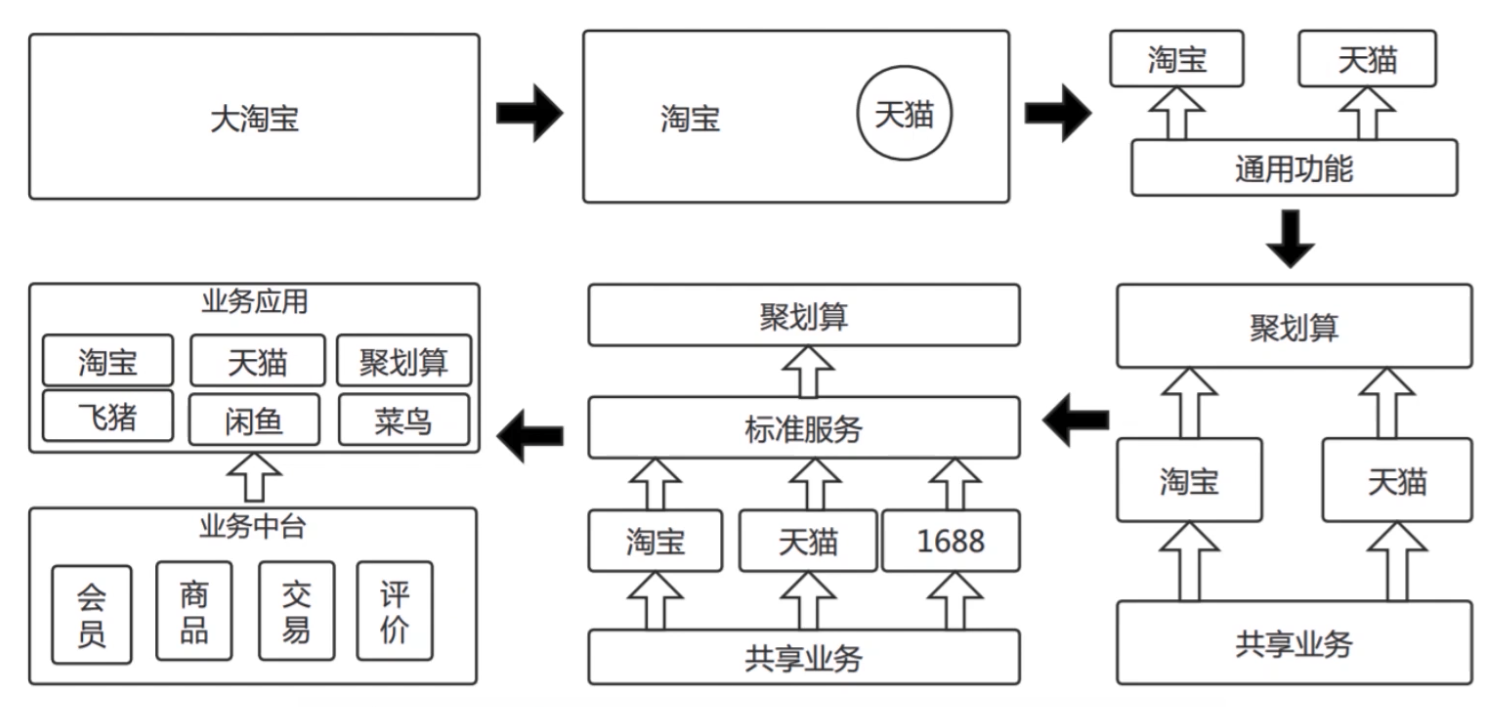 大淘宝
淘宝
天猫
淘宝
天猫
通用功能
聚划算
淘宝
天猫
共享业务
聚划算
标准服务
淘宝
天猫
1688
共享业务
业务应用
淘宝
天猫
聚划算
飞猪
闲鱼
菜鸟
业务中台
会员
商品
交易
评价